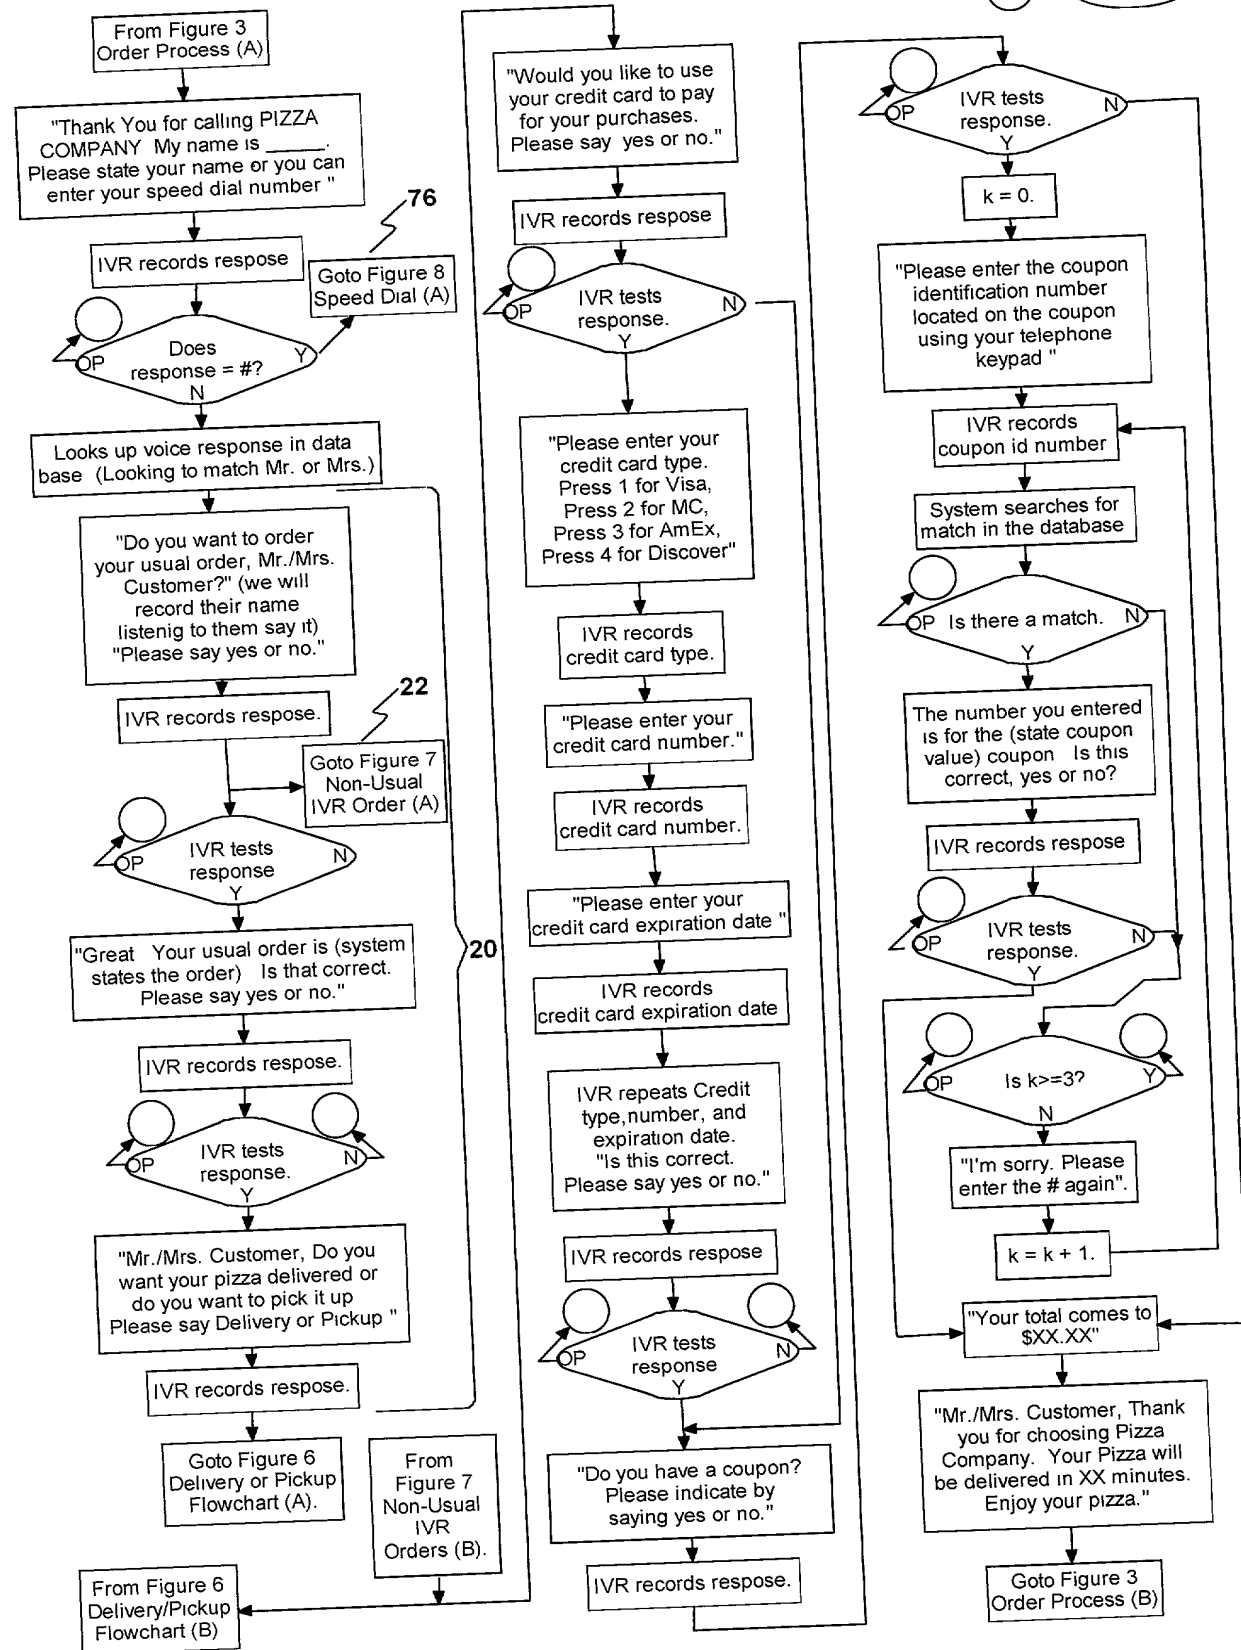 From Figure 3
Order Process (A)
"Thank You for calling PIZZA
COMPANY My name is _____.
Please state your name or you can
enter your speed dial number "
IVR records respose
76
Goto Figure 8
Speed Dial (A)
Does
response = #?
OP
Y
N
Looks up voice response in data
base (Looking to match Mr. or Mrs.)
"Do you want to order
your usual order, Mr./Mrs.
Customer?" (we will
record their name
listenig to them say it)
"Please say yes or no."
IVR records respose.
22
Goto Figure 7
Non-Usual
IVR Order (A)
IVR tests
response
OP
N
Y
"Great Your usual order is (system
states the order) Is that correct.
Please say yes or no."
20
IVR records respose.
IVR tests
response.
OP
N
Y
"Mr./Mrs. Customer, Do you
want your pizza delivered or
do you want to pick it up
Please say Delivery or Pickup "
IVR records respose.
Goto Figure 6
Delivery or Pickup
Flowchart (A).
From
Figure 7
Non-Usual
IVR
Orders (B).
From Figure 6
Delivery/Pickup
Flowchart (B)
"Would you like to use
your credit card to pay
for your purchases.
Please say yes or no."
IVR records respose
IVR tests
response.
OP
N
Y
"Please enter your
credit card type.
Press 1 for Visa,
Press 2 for MC,
Press 3 for AmEx,
Press 4 for Discover"
IVR records
credit card type.
"Please enter your
credit card number."
IVR records
credit card number.
"Please enter your
credit card expiration date "
IVR records
credit card expiration date
IVR repeats Credit
type,number, and
expiration date.
"Is this correct.
Please say yes or no."
IVR records respose
IVR tests
response
OP
N
Y
"Do you have a coupon?
Please indicate by
saying yes or no."
IVR records respose.
IVR tests
response.
OP
N
Y
k = 0.
"Please enter the coupon
identification number
located on the coupon
using your telephone
keypad "
IVR records
coupon id number
System searches for
match in the database
Is there a match.
OP
N
Y
The number you entered
is for the (state coupon
value) coupon Is this
correct, yes or no?
IVR records respose
IVR tests
response.
OP
N
Y
Is k>=3?
OP
Y
N
"I'm sorry. Please
enter the # again".
k = k + 1.
"Your total comes to
$XX.XX"
"Mr./Mrs. Customer, Thank
you for choosing Pizza
Company. Your Pizza will
be delivered in XX minutes.
Enjoy your pizza."
Goto Figure 3
Order Process (B)